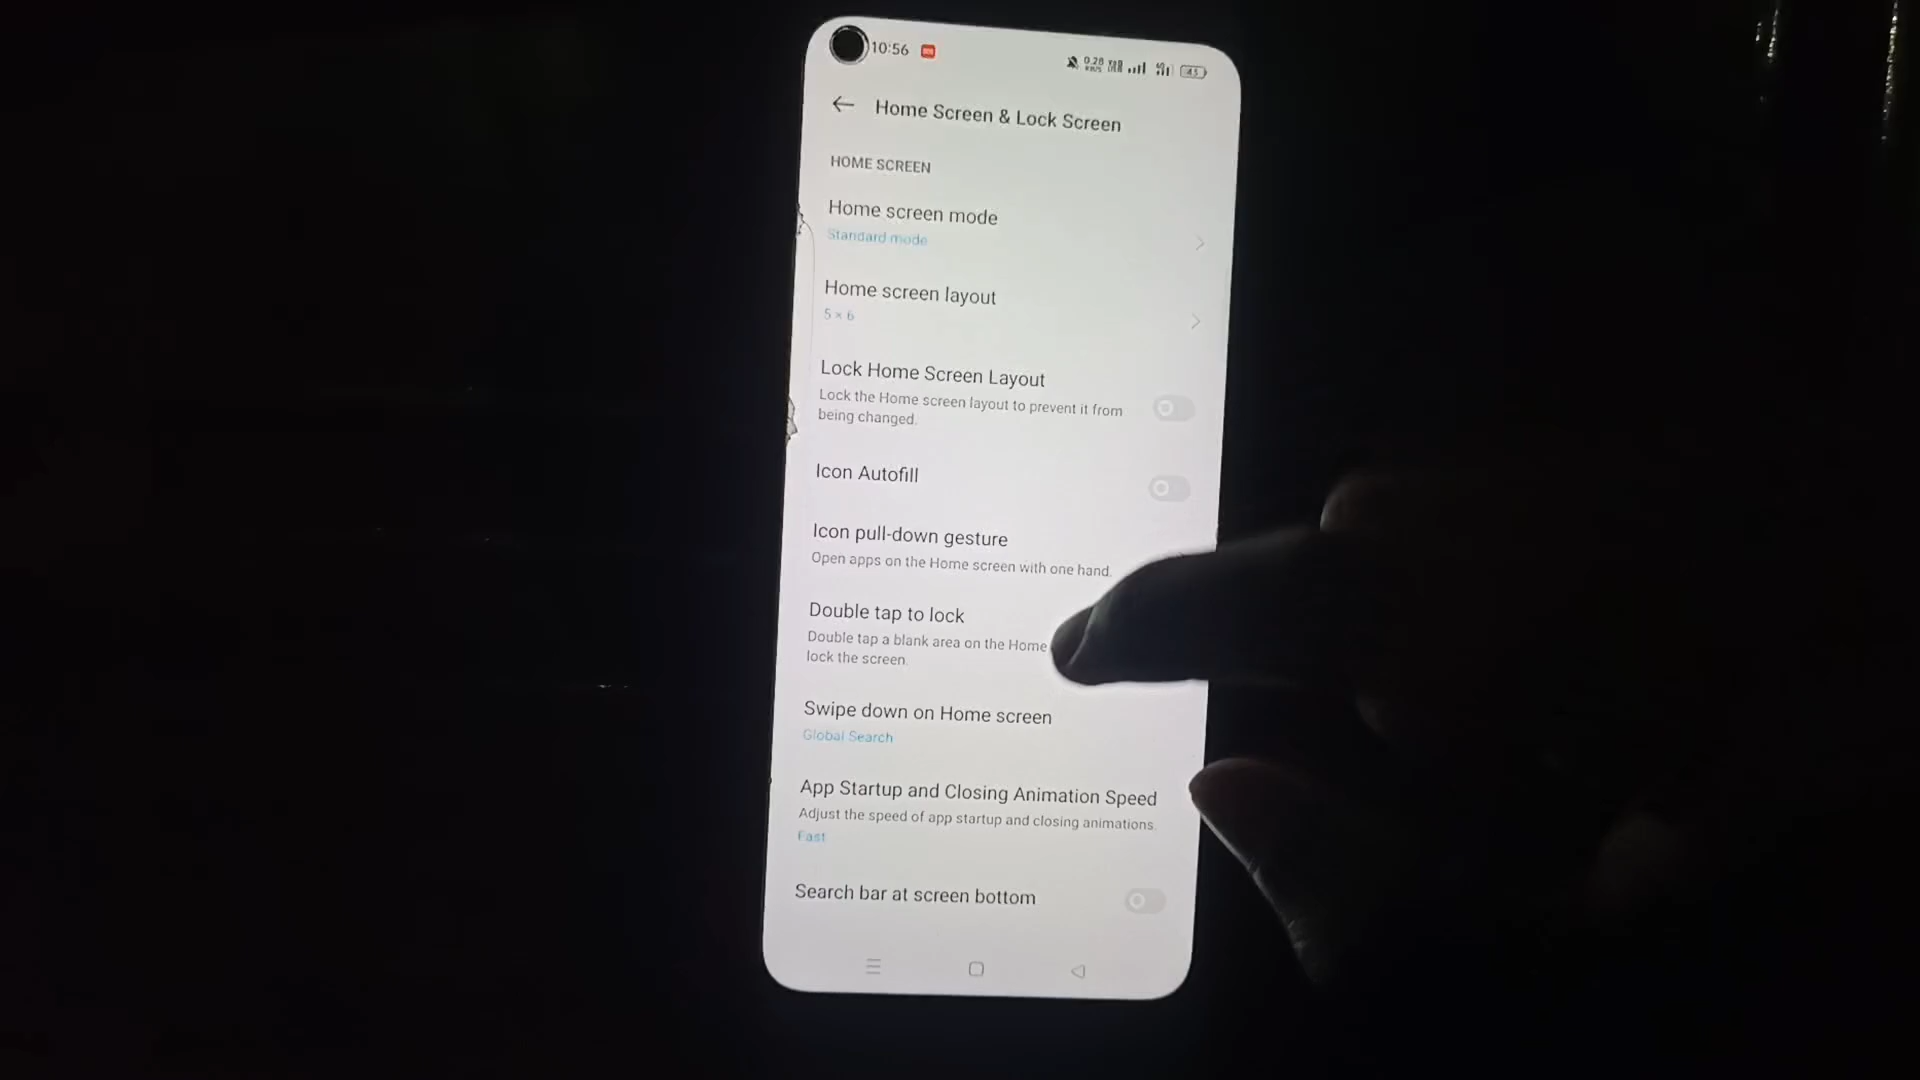 10:56
0.28
KB/S
45
Home Screen & Lock Screen
HOME SCREEN
Home screen mode
Standard mode
Home screen layout
5 × 6
Lock Home Screen Layout
Lock the Home screen layout to prevent it from
being changed.
Icon Autofill
Icon pull-down gesture
Open apps on the Home screen with one hand.
Double tap to lock
Double tap a blank area on the Home
lock the screen.
Swipe down on Home screen
Global Search
App Startup and Closing Animation Speed
Adjust the speed of app startup and closing animations.
Fast
Search bar at screen bottom